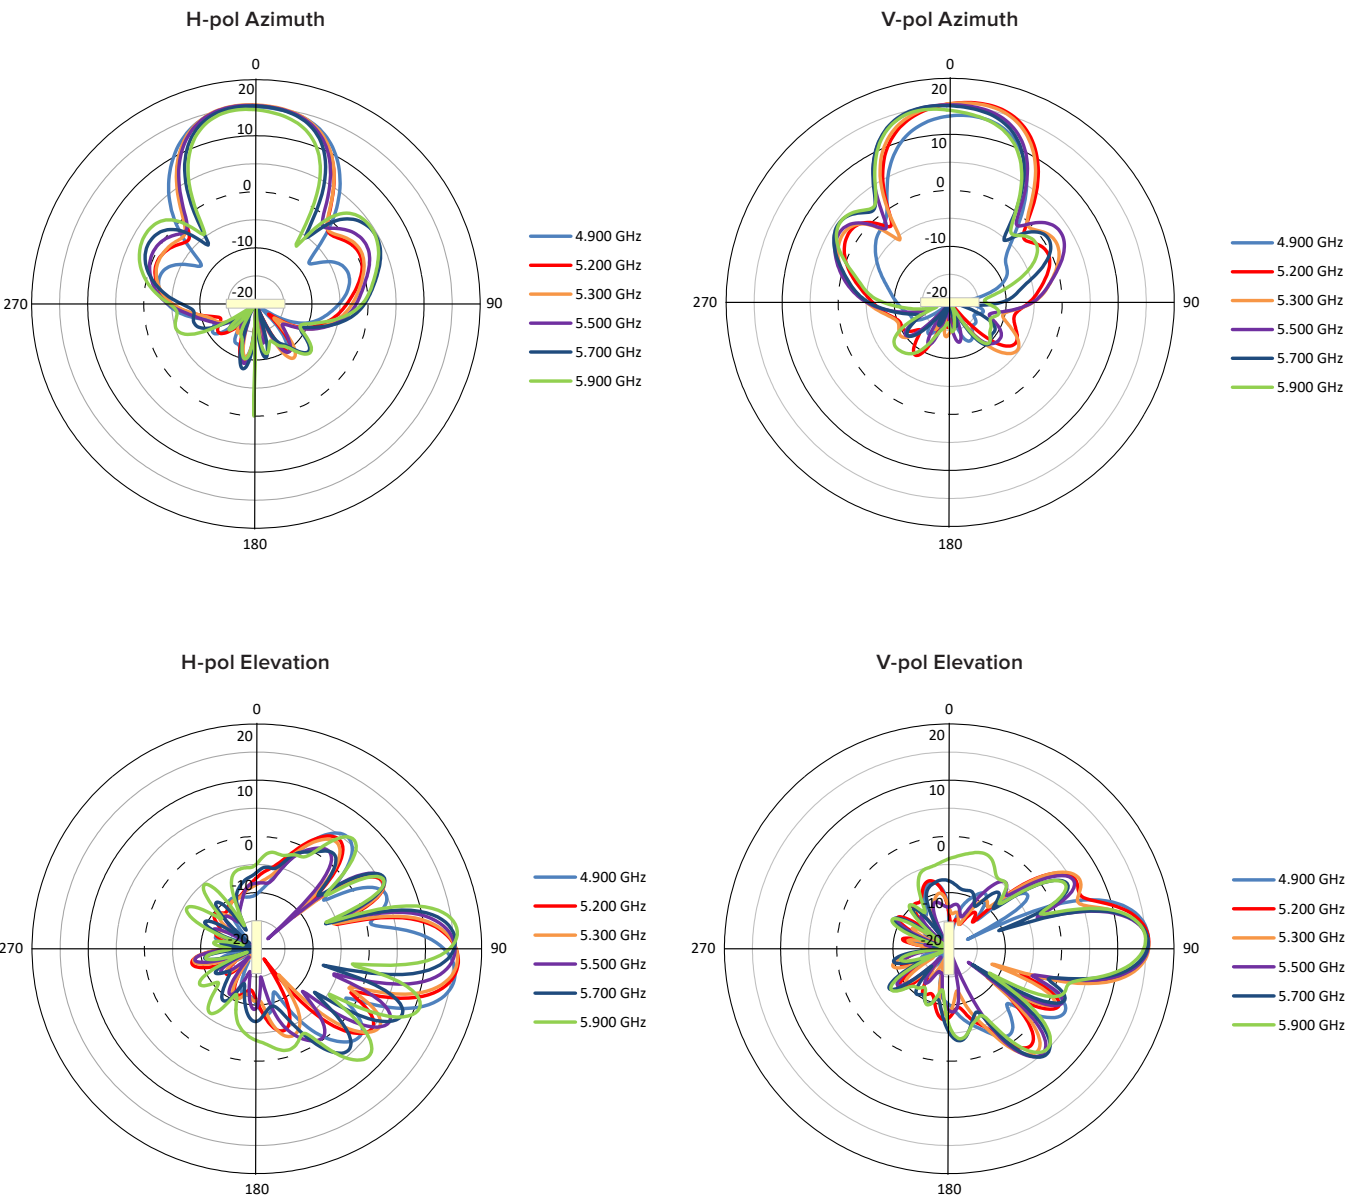 H-pol Azimuth
0
20
10
0
-10
-20
270
90
180
4.900 GHz
5.200 GHz
5.300 GHz
5.500 GHz
5.700 GHz
5.900 GHz
V-pol Azimuth
0
20
10
0
-10
-20
270
90
180
4.900 GHz
5.200 GHz
5.300 GHz
5.500 GHz
5.700 GHz
5.900 GHz
H-pol Elevation
0
20
10
0
-10
-20
270
90
180
4.900 GHz
5.200 GHz
5.300 GHz
5.500 GHz
5.700 GHz
5.900 GHz
V-pol Elevation
0
20
10
0
-10
-20
270
90
180
4.900 GHz
5.200 GHz
5.300 GHz
5.500 GHz
5.700 GHz
5.900 GHz